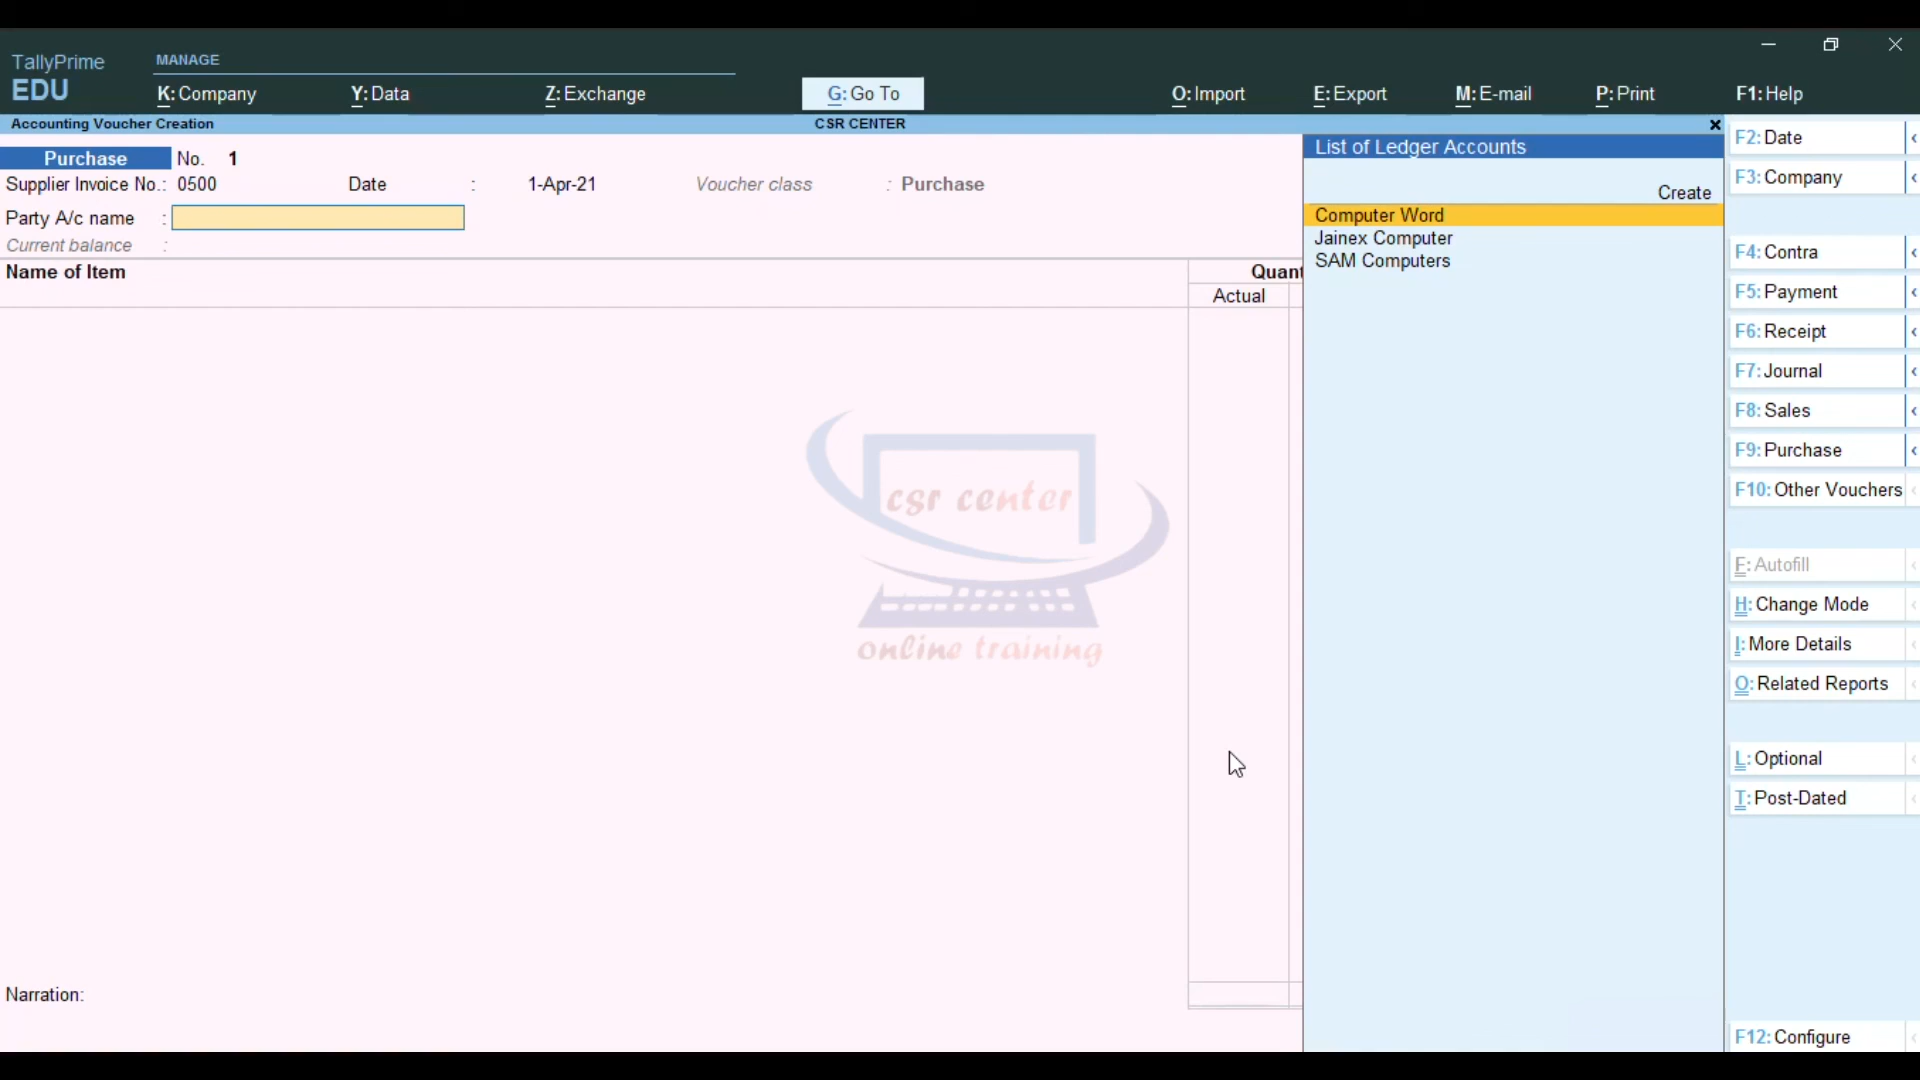 TallyPrime
EDU
MANAGE
K: Company
Y: Data
Z: Exchange
G: Go To
O: Import
E: Export
M: E-mail
P: Print
F1: Help
Accounting Voucher Creation
CSR CENTER
Purchase No. 1
Supplier Invoice No.: 0500 Date : 1-Apr-21 Voucher class : Purchase
Party A/c name :
Current balance :
Name of Item
Quant
Actual
csr center
online training
Narration:
List of Ledger Accounts
Create
Computer Word
Jainex Computer
SAM Computers
F2: Date
F3: Company
F4: Contra
F5: Payment
F6: Receipt
F7: Journal
F8: Sales
F9: Purchase
F10: Other Vouchers
F: Autofill
H: Change Mode
I: More Details
O: Related Reports
L: Optional
T: Post-Dated
F12: Configure